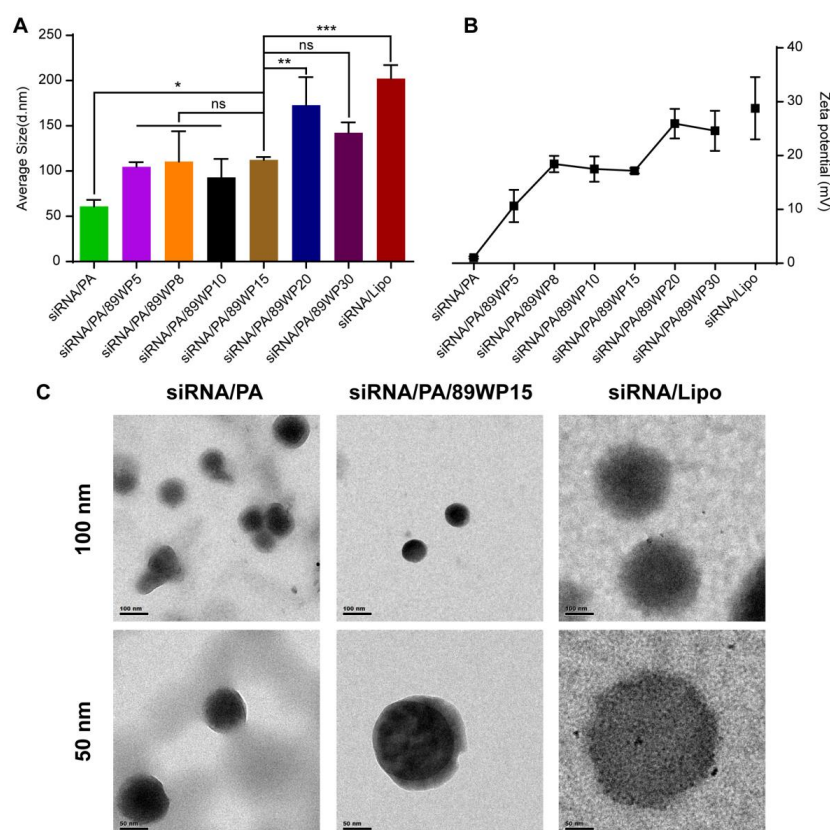 A
Average Size(d.nm)
250
200
150
100
50
0
*
ns
**
ns
***
siRNA/PA
siRNA/PA/89WP5
siRNA/PA/89WP8
siRNA/PA/89WP10
siRNA/PA/89WP15
siRNA/PA/89WP20
siRNA/PA/89WP30
siRNA/Lipo
B
40
30
20
10
0
Zeta potential (mV)
siRNA/PA
siRNA/PA/89WP5
siRNA/PA/89WP8
siRNA/PA/89WP10
siRNA/PA/89WP15
siRNA/PA/89WP20
siRNA/PA/89WP30
siRNA/Lipo
C
siRNA/PA
siRNA/PA/89WP15
siRNA/Lipo
100 nm
100 nm
100 nm
100 nm
50 nm
50 nm
50 nm
50 nm